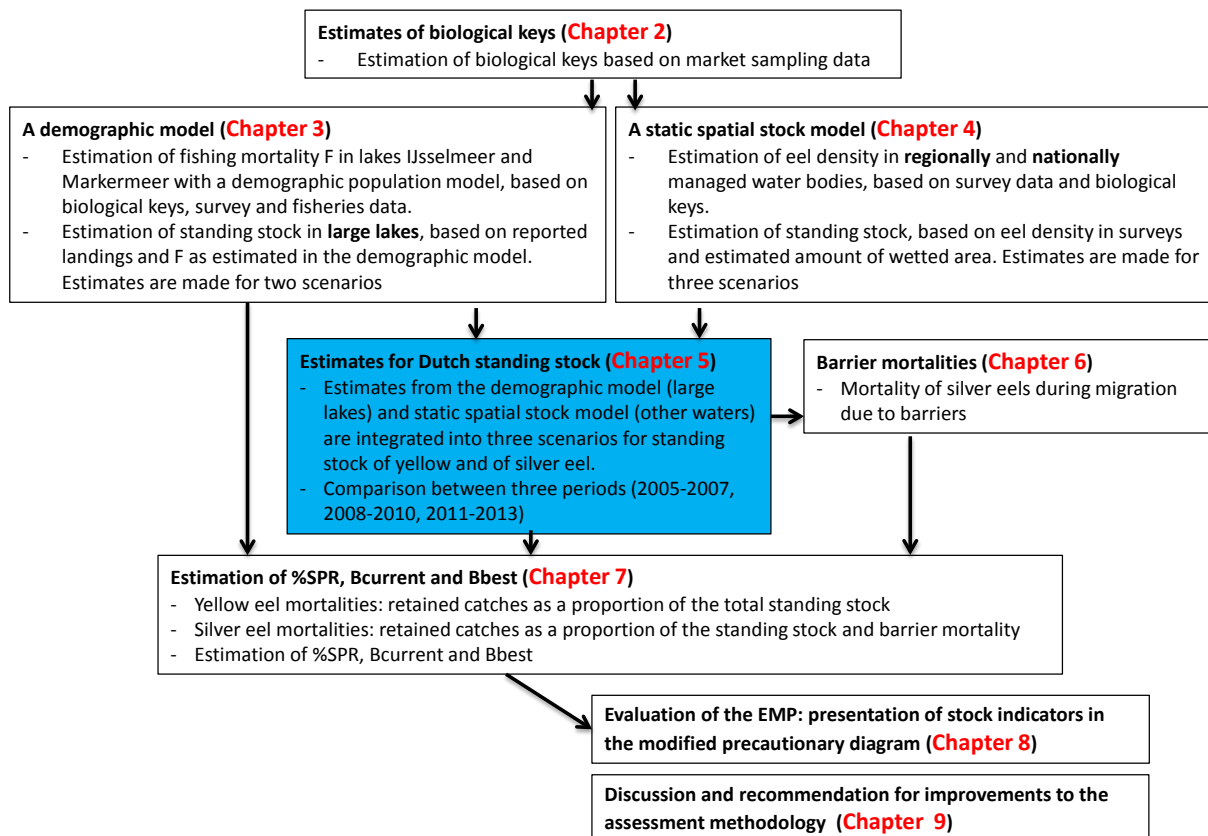 Estimates of biological keys (Chapter 2)
- Estimation of biological keys based on market sampling data
A demographic model (Chapter 3)
- Estimation of fishing mortality F in lakes IJsselmeer and
Markermeer with a demographic population model, based on
biological keys, survey and fisheries data.
- Estimation of standing stock in large lakes, based on reported
landings and F as estimated in the demographic model.
Estimates are made for two scenarios
A static spatial stock model (Chapter 4)
- Estimation of eel density in regionally and nationally
managed water bodies, based on survey data and biological
keys.
- Estimation of standing stock, based on eel density in surveys
and estimated amount of wetted area. Estimates are made for
three scenarios
Estimates for Dutch standing stock (Chapter 5)
- Estimates from the demographic model (large
lakes) and static spatial stock model (other waters)
are integrated into three scenarios for standing
stock of yellow and of silver eel.
- Comparison between three periods (2005-2007,
2008-2010, 2011-2013)
Barrier mortalities (Chapter 6)
- Mortality of silver eels during migration
due to barriers
Estimation of %SPR, Bcurrent and Bbest (Chapter 7)
- Yellow eel mortalities: retained catches as a proportion of the total standing stock
- Silver eel mortalities: retained catches as a proportion of the standing stock and barrier mortality
- Estimation of %SPR, Bcurrent and Bbest
Evaluation of the EMP: presentation of stock indicators in
the modified precautionary diagram (Chapter 8)
Discussion and recommendation for improvements to the
assessment methodology (Chapter 9)